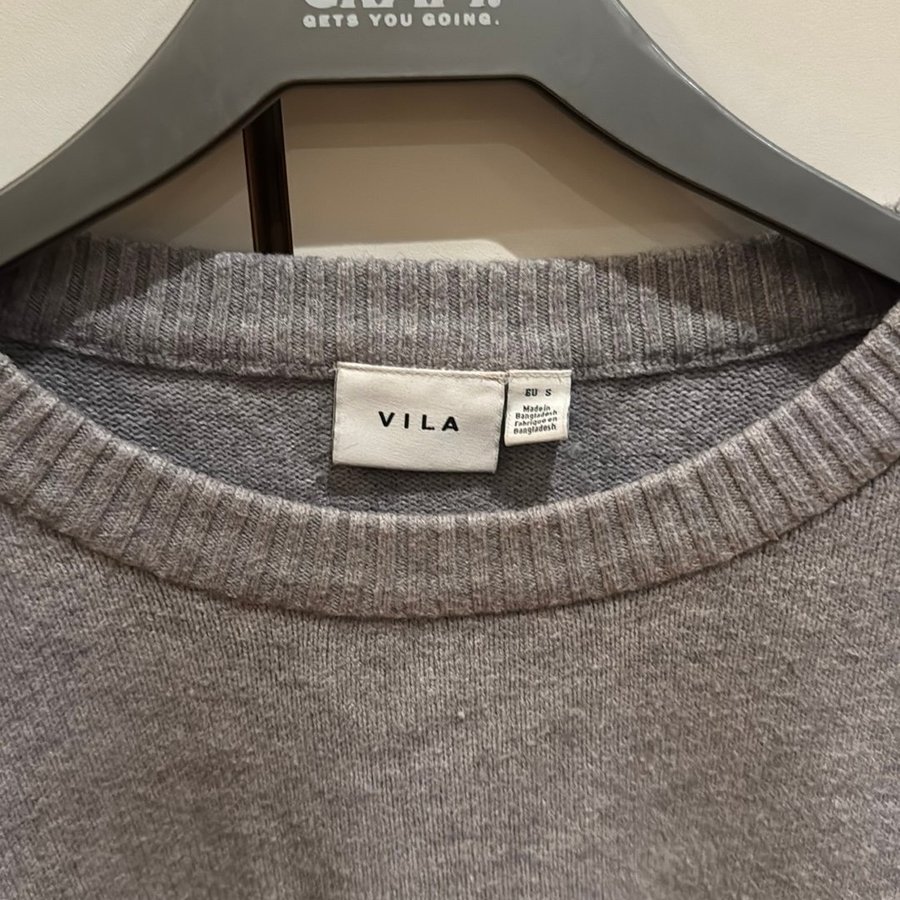 GETS YOU GOING.
VILA
EU S
Made in
Bangladesh
Fabriqué en
Bangladesh